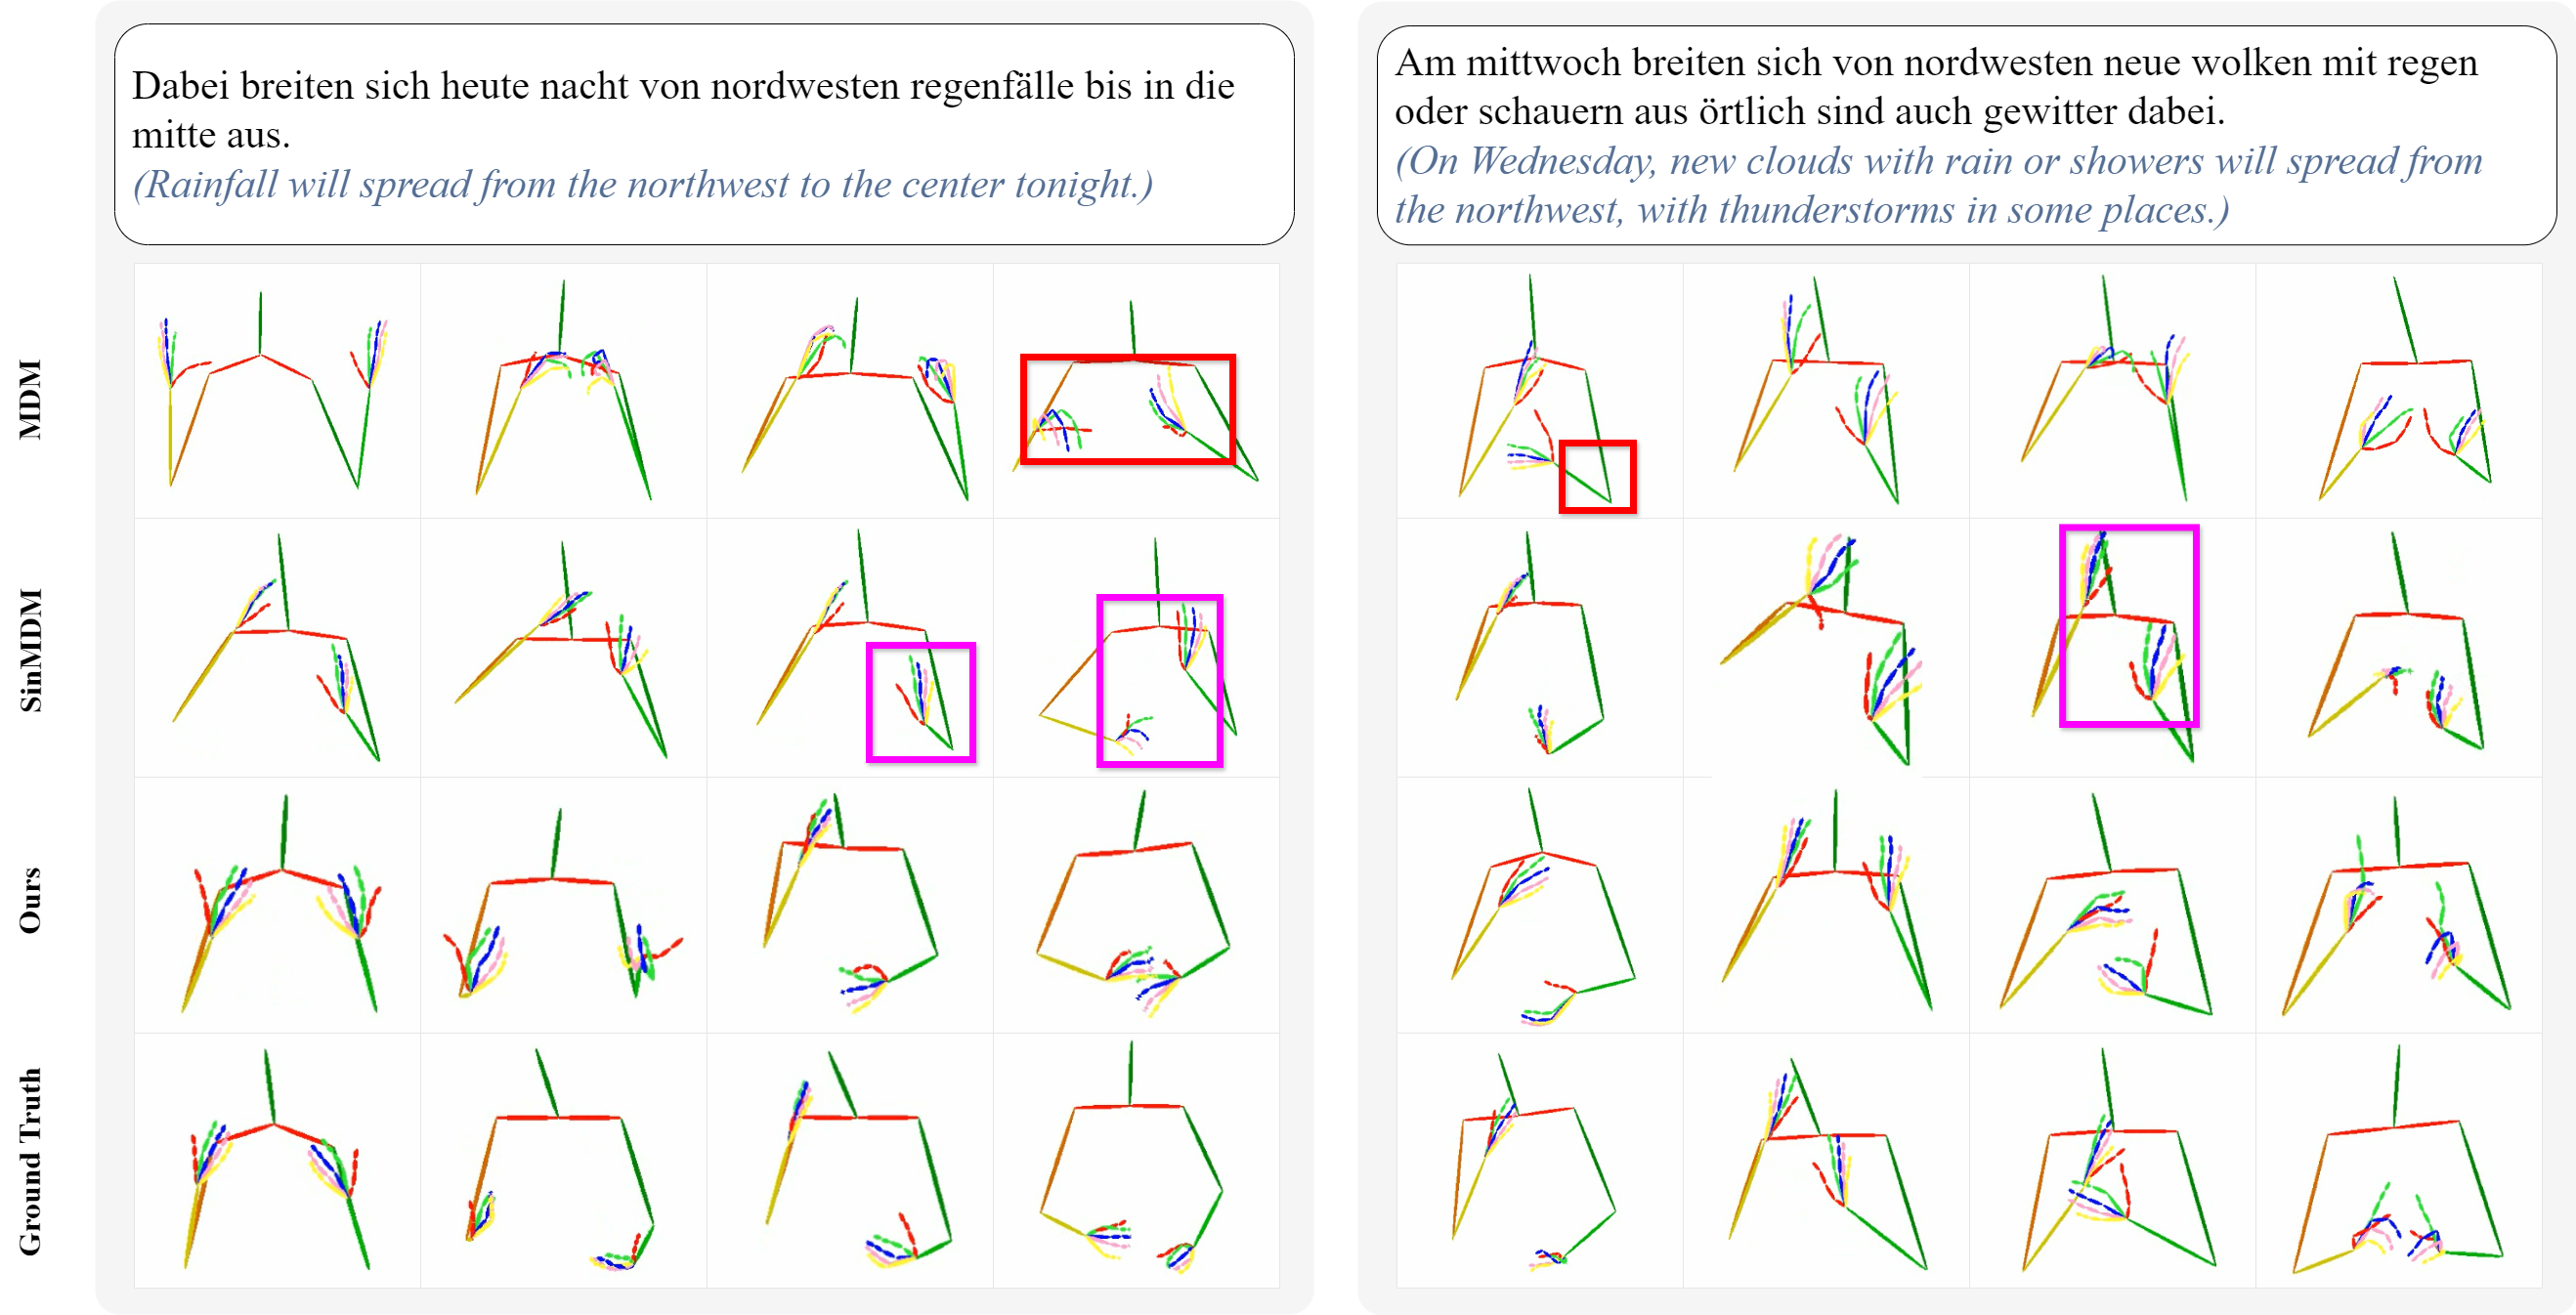 Dabei breiten sich heute nacht von nordwesten regenfälle bis in die
mitte aus.
(Rainfall will spread from the northwest to the center tonight.)
Am mittwoch breiten sich von nordwesten neue wolken mit regen
oder schauern aus örtlich sind auch gewitter dabei.
(On Wednesday, new clouds with rain or showers will spread from
the northwest, with thunderstorms in some places.)
MDM
SinMDM
Ours
Ground Truth